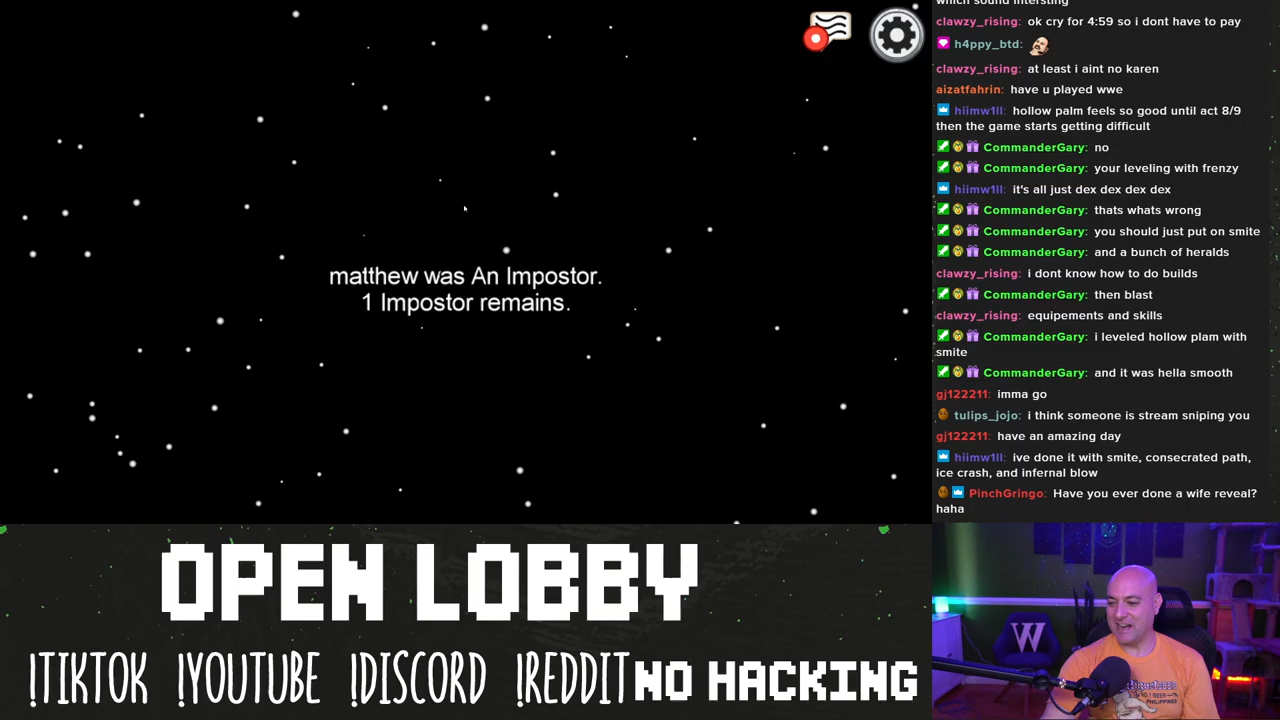 matthew was An Impostor.
1 Impostor remains.
clawzy_rising: ok cry for 4:59 so i dont have to pay
h4ppy_btd:
clawzy_rising: at least i aint no karen
aizatfahrin: have u played wwe
hiimw1ll: hollow palm feels so good until act 8/9
then the game starts getting difficult
CommanderGary: no
CommanderGary: your leveling with frenzy
hiimw1ll: it's all just dex dex dex dex
CommanderGary: thats whats wrong
CommanderGary: you should just put on smite
CommanderGary: and a bunch of heralds
clawzy_rising: i dont know how to do builds
CommanderGary: then blast
clawzy_rising: equipements and skills
CommanderGary: i leveled hollow plam with
smite
CommanderGary: and it was hella smooth
gj122211: imma go
tulips_jojo: i think someone is stream sniping you
gj122211: have an amazing day
hiimw1ll: ive done it with smite, consecrated path,
ice crash, and infernal blow
PinchGringo: Have you ever done a wife reveal?
haha
OPEN LOBBY
!TIKTOK !YOUTUBE !DISCORD !REDDIT NO HACKING
W
PHILIPPINES